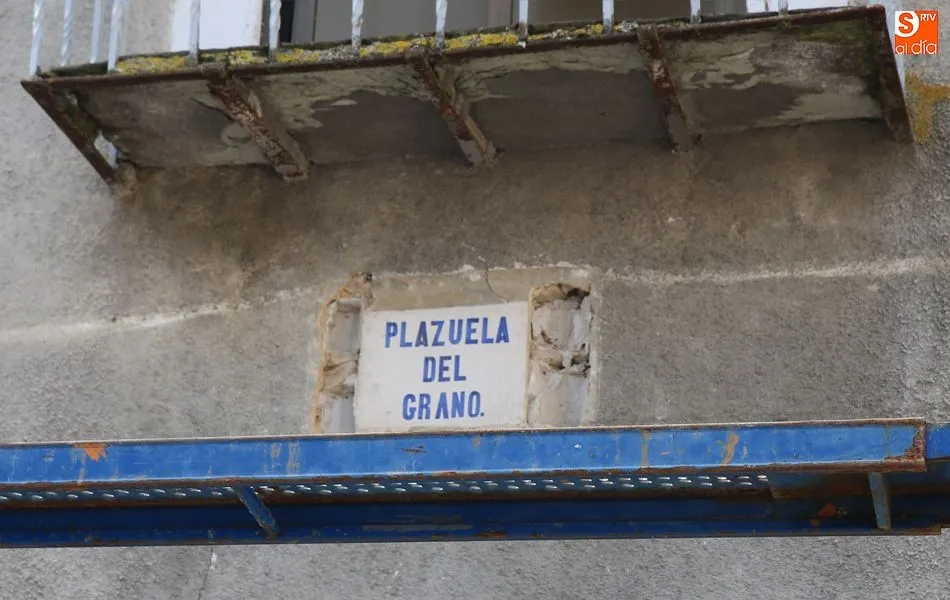 PLAZUELA
DEL
GRANO.
S RTV
al día